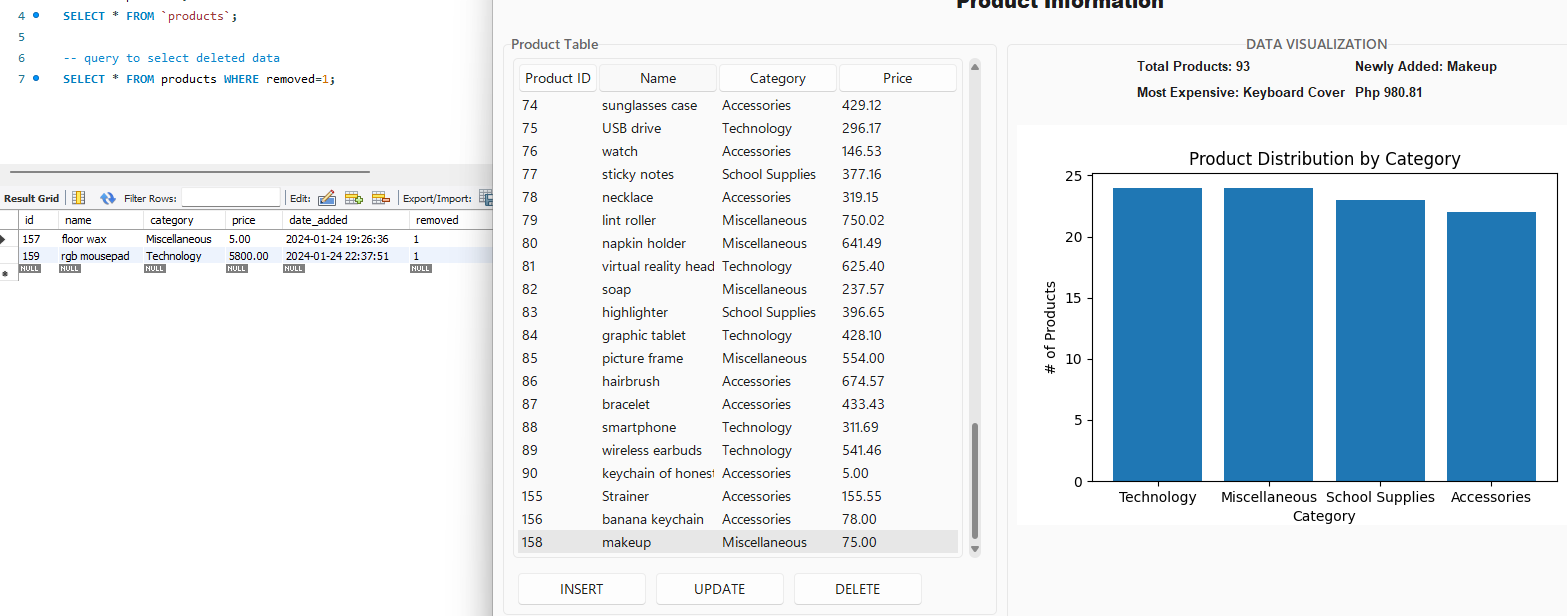 4 SELECT * FROM `products`;
5
6 -- query to select deleted data
7 SELECT * FROM products WHERE removed=1;
Result Grid Filter Rows: Edit: Export/Import:
id name category price date_added removed
157 floor wax Miscellaneous 5.00 2024-01-24 19:26:36 1
159 rgb mousepad Technology 5800.00 2024-01-24 22:37:51 1
NULL NULL NULL NULL NULL NULL
Product Information
Product Table
Product ID Name Category Price
74 sunglasses case Accessories 429.12
75 USB drive Technology 296.17
76 watch Accessories 146.53
77 sticky notes School Supplies 377.16
78 necklace Accessories 319.15
79 lint roller Miscellaneous 750.02
80 napkin holder Miscellaneous 641.49
81 virtual reality head Technology 625.40
82 soap Miscellaneous 237.57
83 highlighter School Supplies 396.65
84 graphic tablet Technology 428.10
85 picture frame Miscellaneous 554.00
86 hairbrush Accessories 674.57
87 bracelet Accessories 433.43
88 smartphone Technology 311.69
89 wireless earbuds Technology 541.46
90 keychain of honest Accessories 5.00
155 Strainer Accessories 155.55
156 banana keychain Accessories 78.00
158 makeup Miscellaneous 75.00
INSERT UPDATE DELETE
DATA VISUALIZATION
Total Products: 93 Newly Added: Makeup
Most Expensive: Keyboard Cover Php 980.81
Product Distribution by Category
25
20
15
10
5
0
# of Products
Technology Miscellaneous School Supplies Accessories
Category